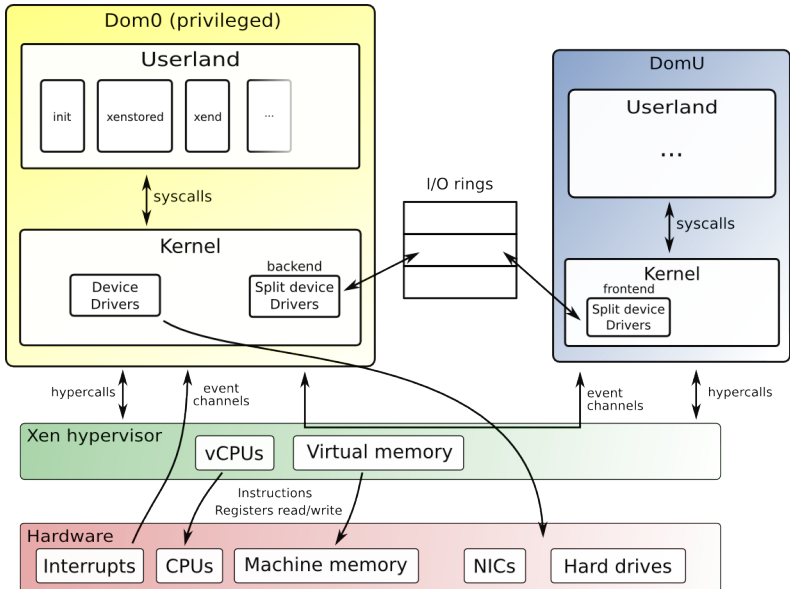 Dom0 (privileged)
Userland
init
xenstored
xend
...
syscalls
Kernel
Device
Drivers
backend
Split device
Drivers
I/O rings
DomU
Userland
...
syscalls
Kernel
frontend
Split device
Drivers
hypercalls
event
channels
event
channels
hypercalls
Xen hypervisor
vCPUs
Virtual memory
Instructions
Registers read/write
Hardware
Interrupts
CPUs
Machine memory
NICs
Hard drives